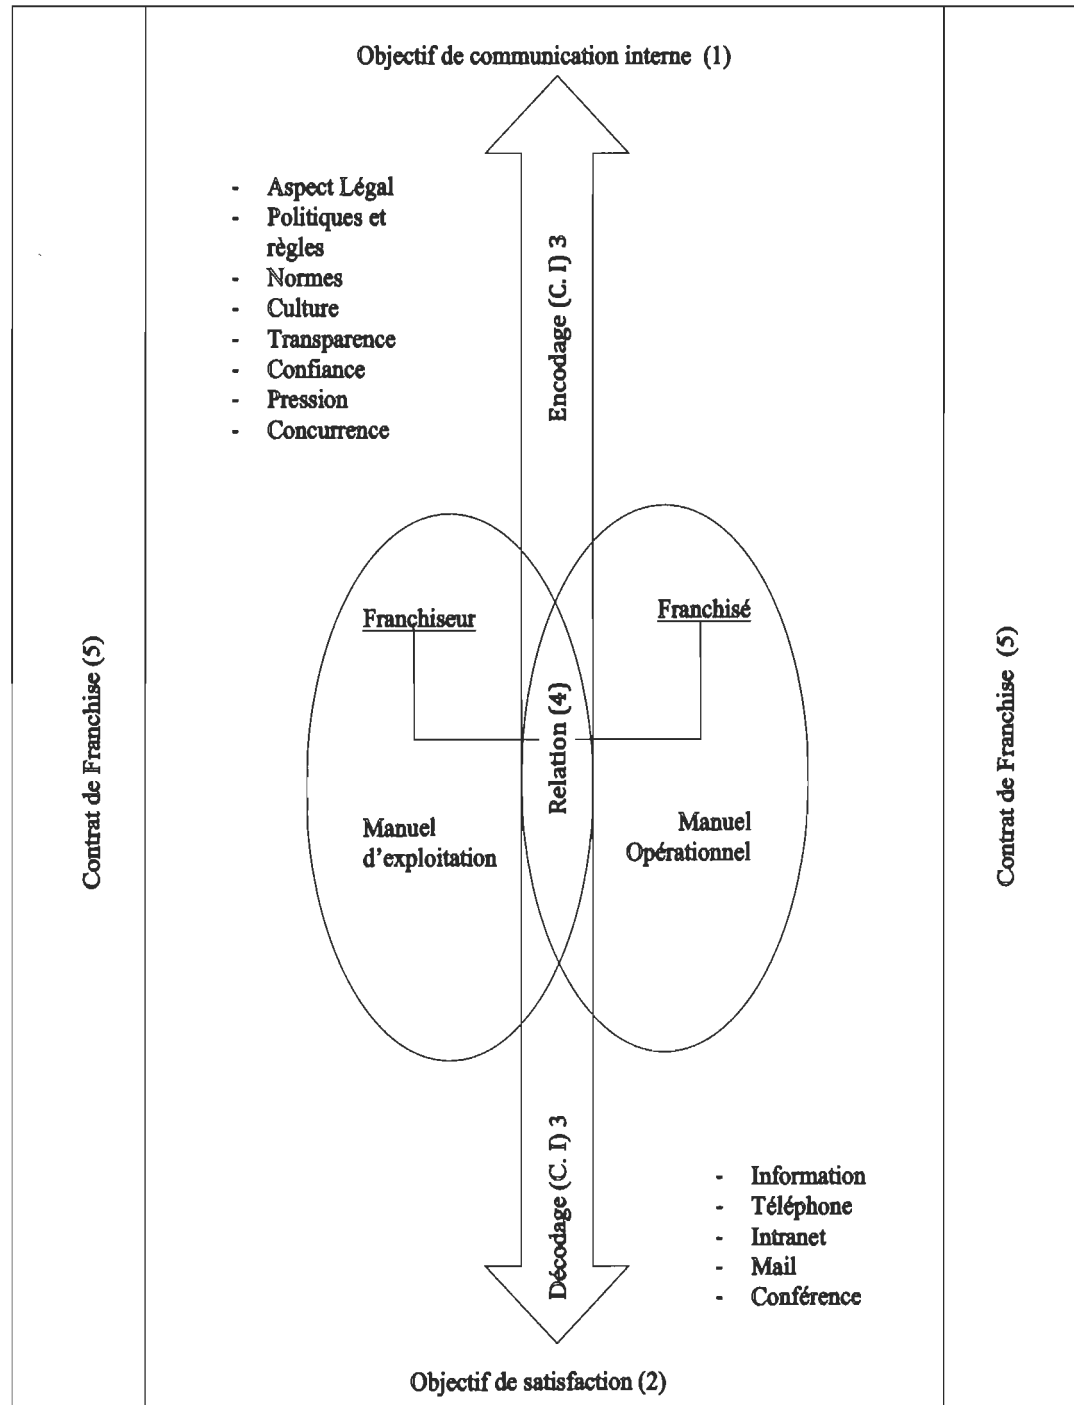 Objectif de communication interne (1)
- Aspect Légal
- Politiques et
règles
- Normes
- Culture
- Transparence
- Confiance
- Pression
- Concurrence
Encodage (C. I) 3
Contrat de Franchise (5)
Franchiseur
Franchisé
Relation (4)
Manuel
d'exploitation
Manuel
Opérationnel
Contrat de Franchise (5)
Décodage (C. I) 3
- Information
- Téléphone
- Intranet
- Mail
- Conférence
Objectif de satisfaction (2)